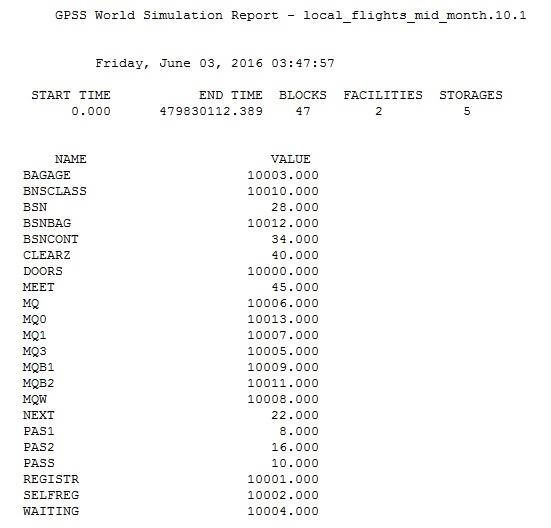 GPSS World Simulation Report - local_flights_mid_month.10.1
Friday, June 03, 2016 03:47:57
START TIME END TIME BLOCKS FACILITIES STORAGES
0.000 479830112.389 47 2 5
NAME VALUE
BAGAGE 10003.000
BNSCLASS 10010.000
BSN 28.000
BSNBAG 10012.000
BSNCONT 34.000
CLEARZ 40.000
DOORS 10000.000
MEET 45.000
MQ 10006.000
MQ0 10013.000
MQ1 10007.000
MQ3 10005.000
MQB1 10009.000
MQB2 10011.000
MQW 10008.000
NEXT 22.000
PAS1 8.000
PAS2 16.000
PASS 10.000
REGISTR 10001.000
SELFREG 10002.000
WAITING 10004.000